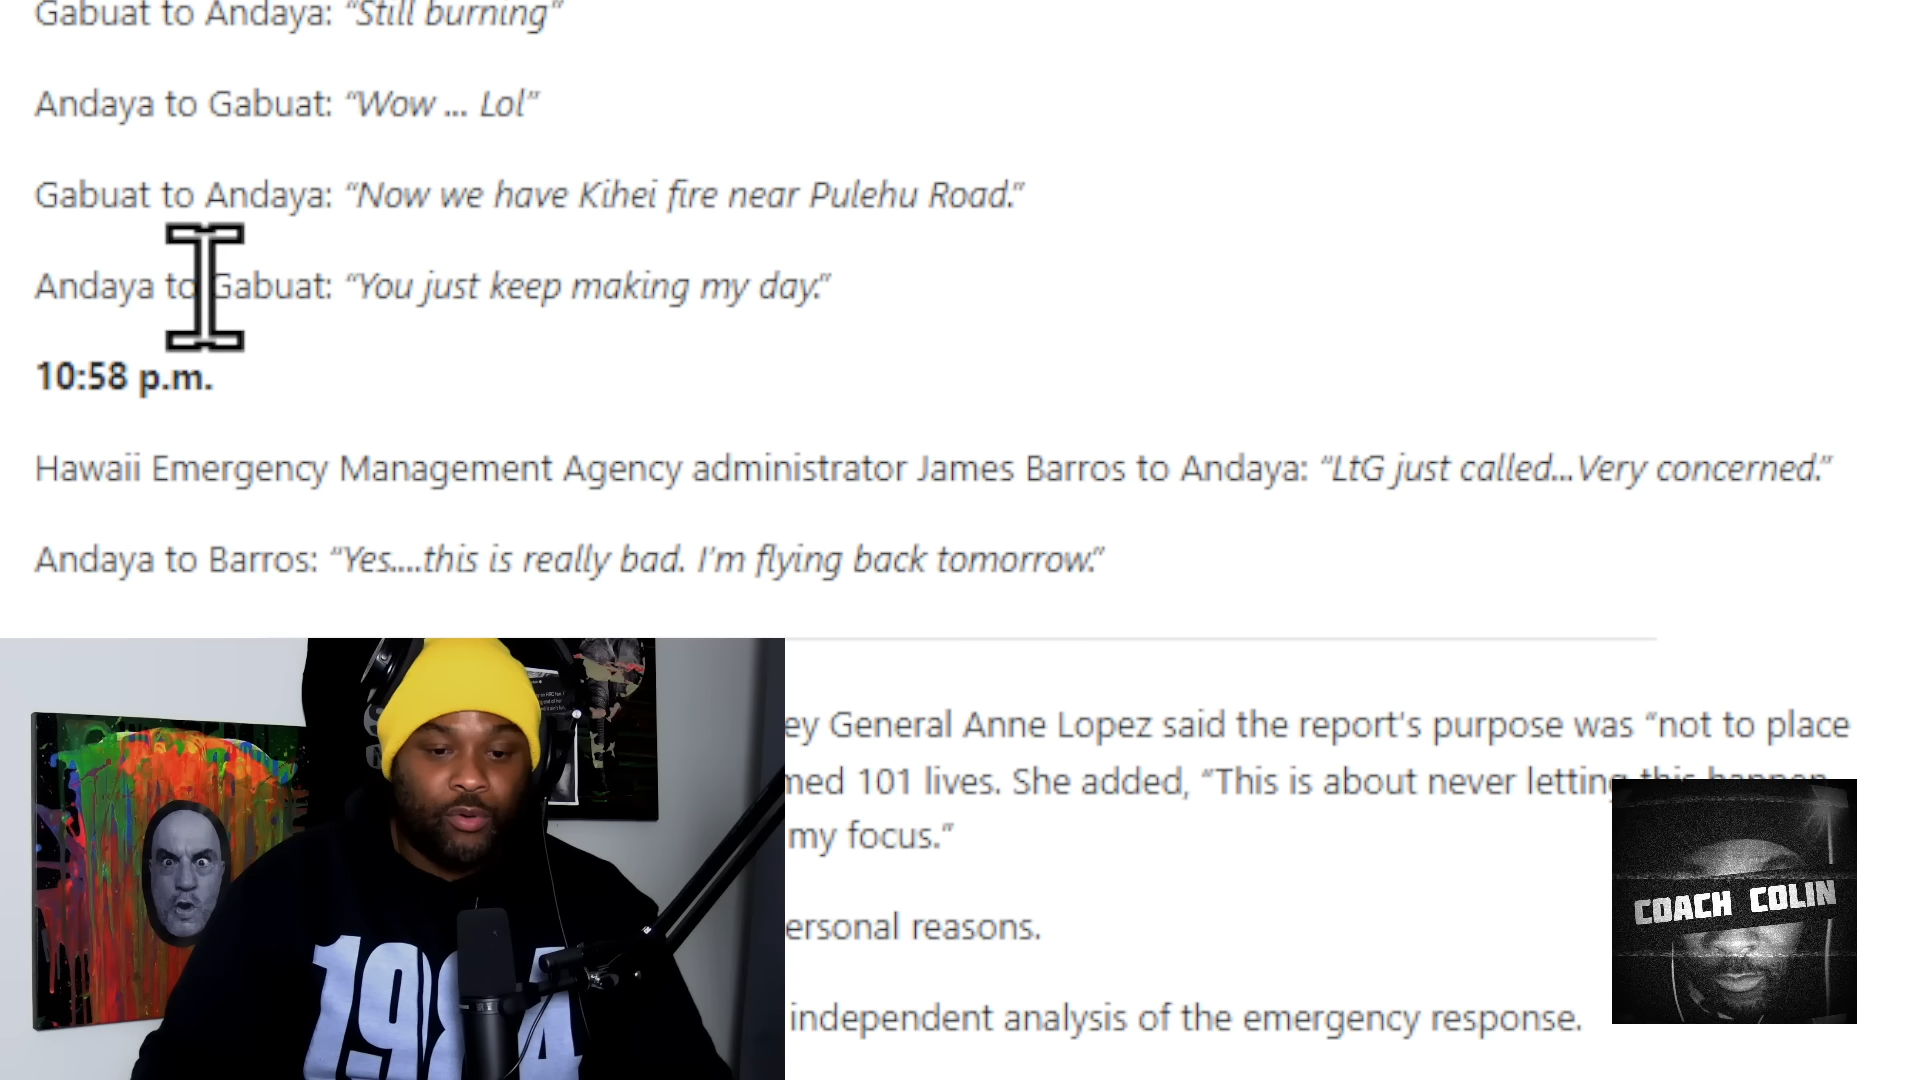 Gabuat to Andaya: “Still burning”
Andaya to Gabuat: “Wow ... Lol”
Gabuat to Andaya: “Now we have Kihei fire near Pulehu Road.”
Andaya to Gabuat: “You just keep making my day.”
10:58 p.m.
Hawaii Emergency Management Agency administrator James Barros to Andaya: “LtG just called...Very concerned.”
Andaya to Barros: “Yes....this is really bad. I’m flying back tomorrow.”
General Anne Lopez said the report’s purpose was “not to place
101 lives. She added, “This is about never letting this happen
my focus.”
reasons.
independent analysis of the emergency response.
COACH COLIN
1984